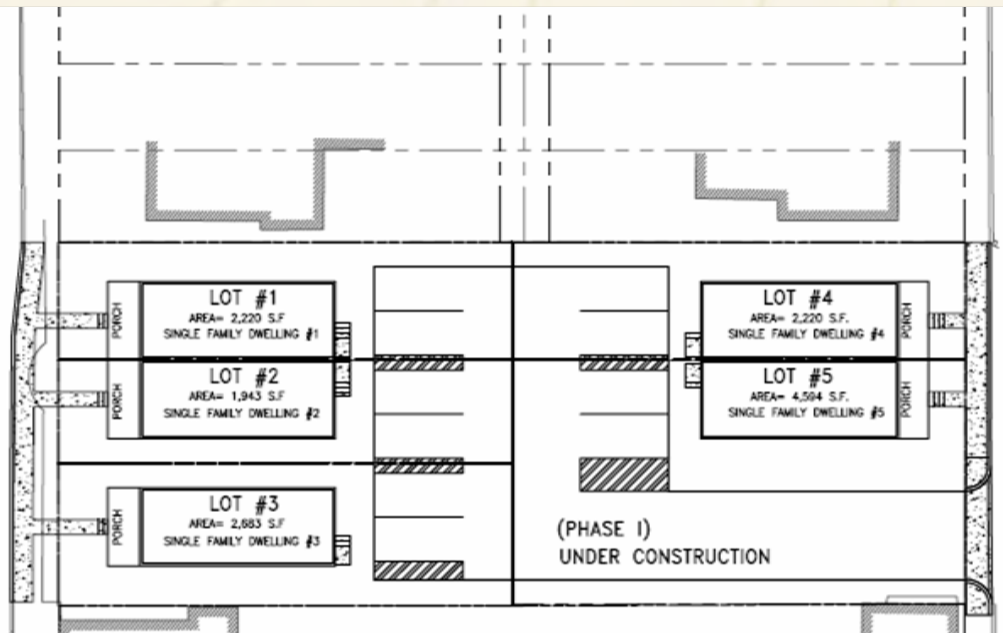 LOT #1
AREA= 2,220 S.F
SINGLE FAMILY DWELLING #1
PORCH
LOT #2
AREA= 1,943 S.F
SINGLE FAMILY DWELLING #2
PORCH
LOT #3
AREA= 2,683 S.F
SINGLE FAMILY DWELLING #3
PORCH
LOT #4
AREA= 2,220 S.F.
SINGLE FAMILY DWELLING #4
PORCH
LOT #5
AREA= 4,594 S.F.
SINGLE FAMILY DWELLING #5
PORCH
(PHASE I)
UNDER CONSTRUCTION